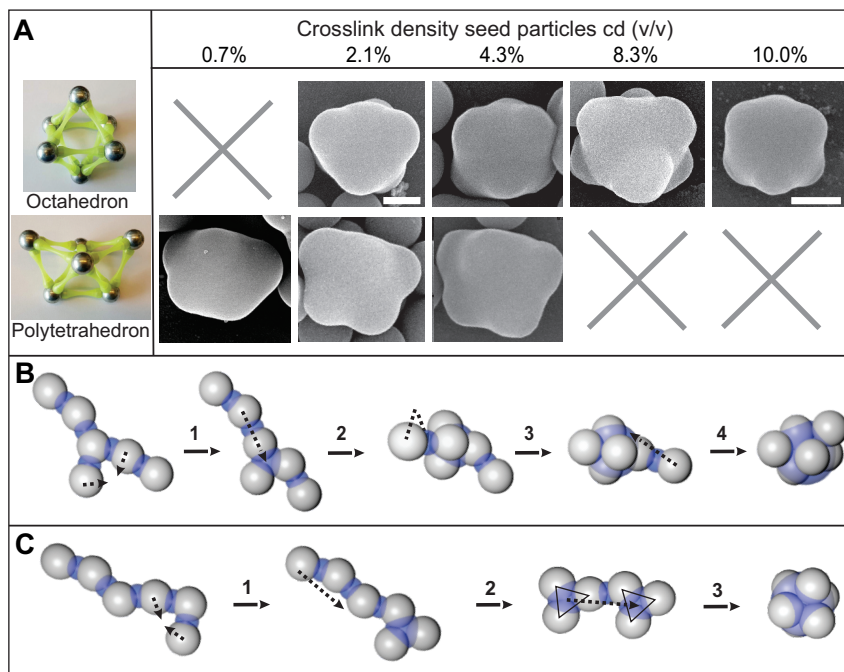 A
Crosslink density seed particles cd (v/v)
0.7% 2.1% 4.3% 8.3% 10.0%
Octahedron
Polytetrahedron
B
1 2 3 4
C
1 2 3